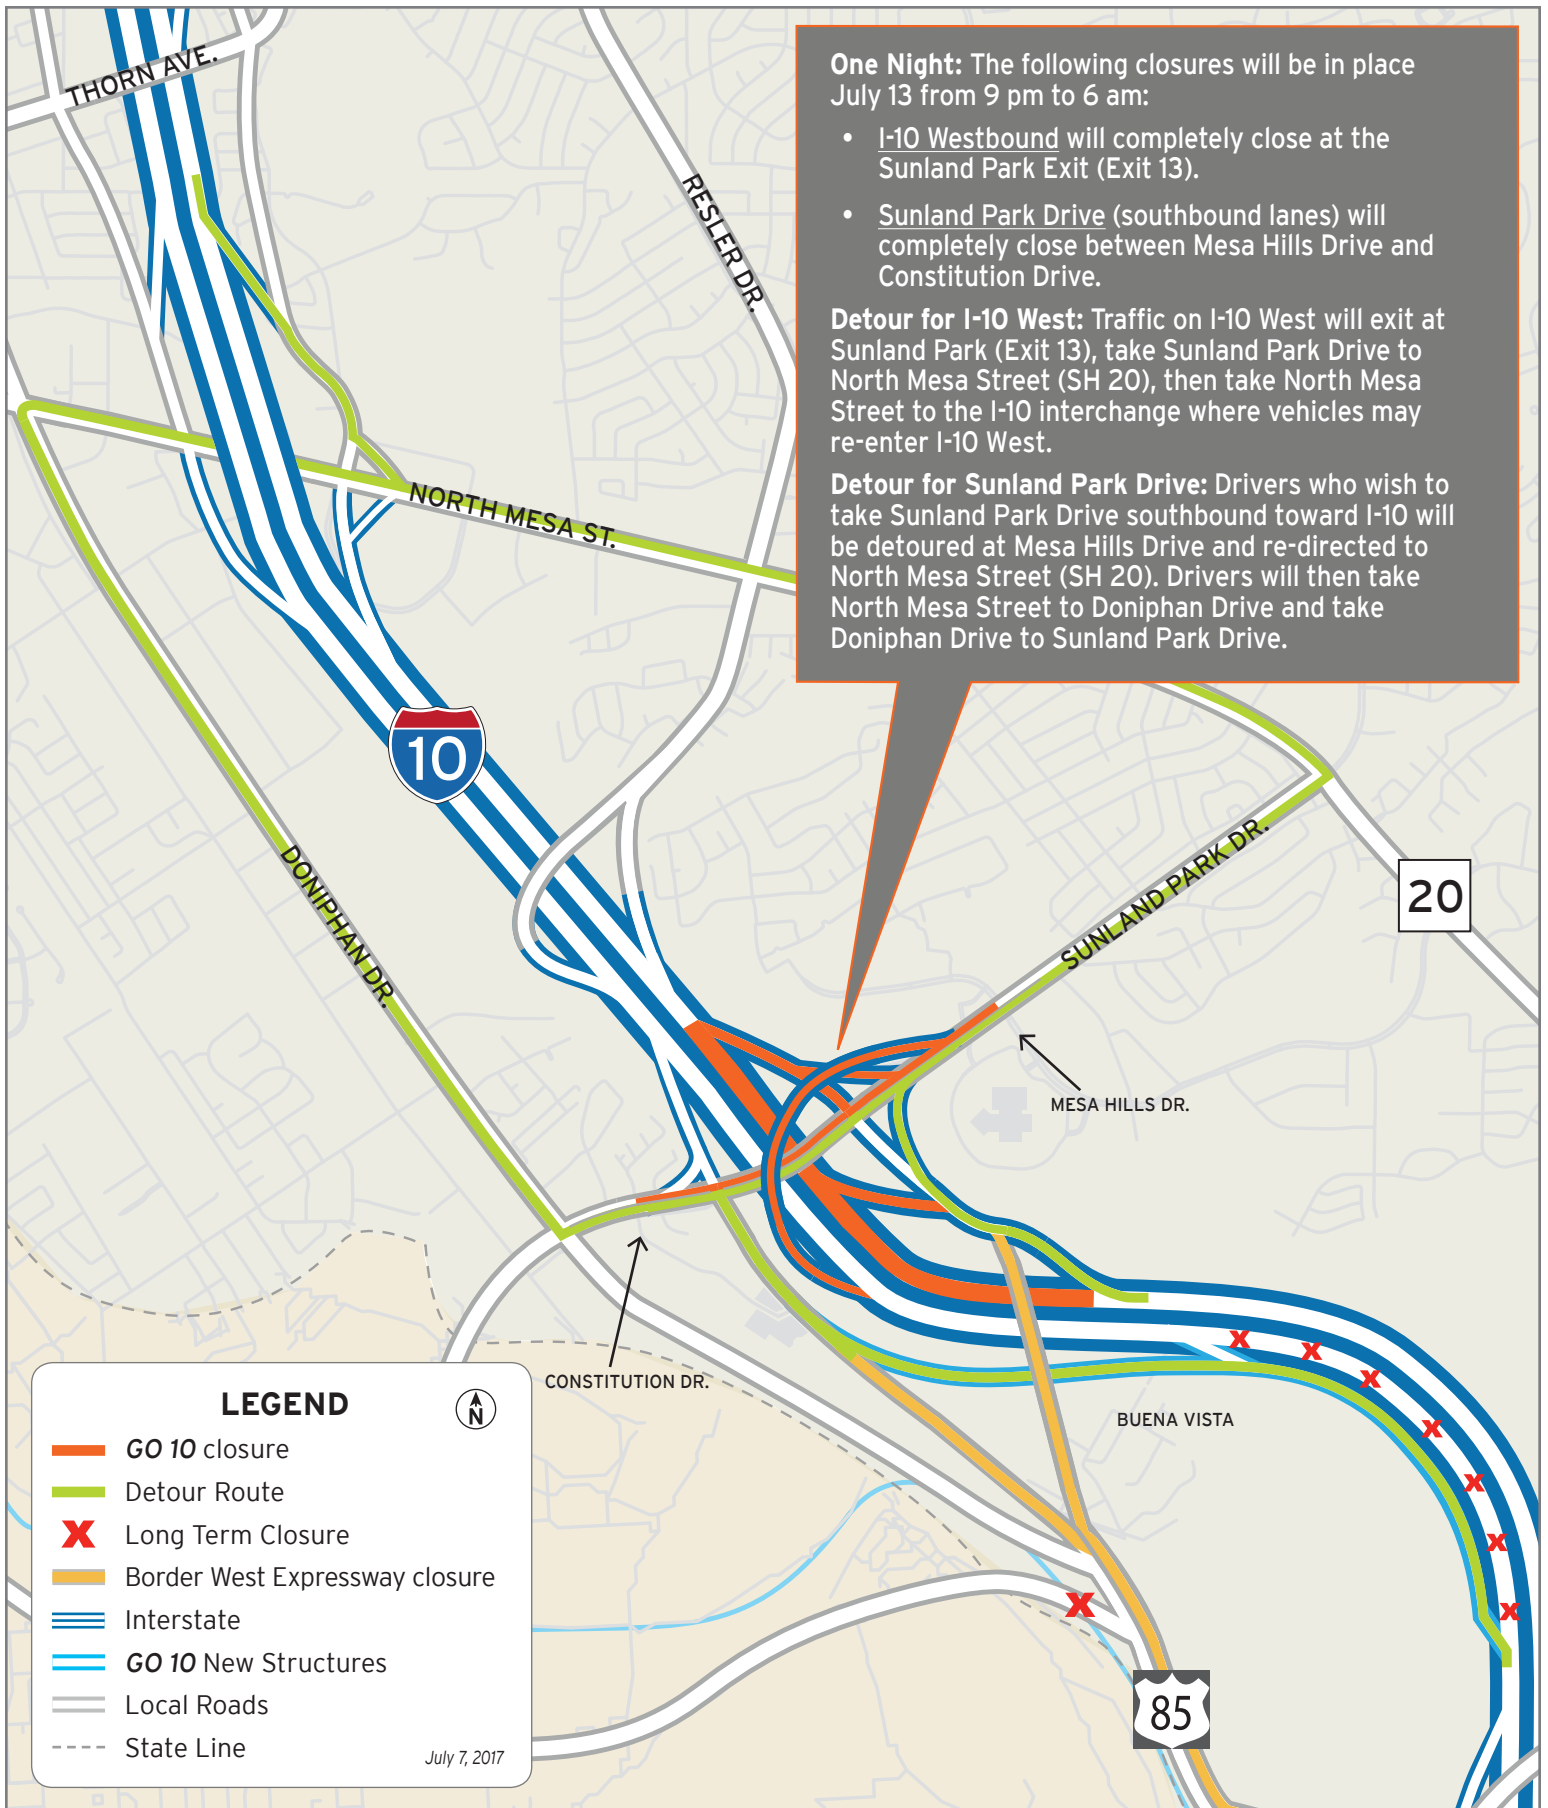 THORN AVE.
RESLER DR.
One Night: The following closures will be in place
July 13 from 9 pm to 6 am:
• I-10 Westbound will completely close at the
Sunland Park Exit (Exit 13).
• Sunland Park Drive (southbound lanes) will
completely close between Mesa Hills Drive and
Constitution Drive.
Detour for I-10 West: Traffic on I-10 West will exit at
Sunland Park (Exit 13), take Sunland Park Drive to
North Mesa Street (SH 20), then take North Mesa
Street to the I-10 interchange where vehicles may
re-enter I-10 West.
Detour for Sunland Park Drive: Drivers who wish to
take Sunland Park Drive southbound toward I-10 will
be detoured at Mesa Hills Drive and re-directed to
North Mesa Street (SH 20). Drivers will then take
North Mesa Street to Doniphan Drive and take
Doniphan Drive to Sunland Park Drive.
NORTH MESA ST.
10
DONIPHAN DR.
SUNLAND PARK DR.
20
MESA HILLS DR.
CONSTITUTION DR.
BUENA VISTA
85
LEGEND
N
GO 10 closure
Detour Route
X Long Term Closure
Border West Expressway closure
Interstate
GO 10 New Structures
Local Roads
State Line
July 7, 2017